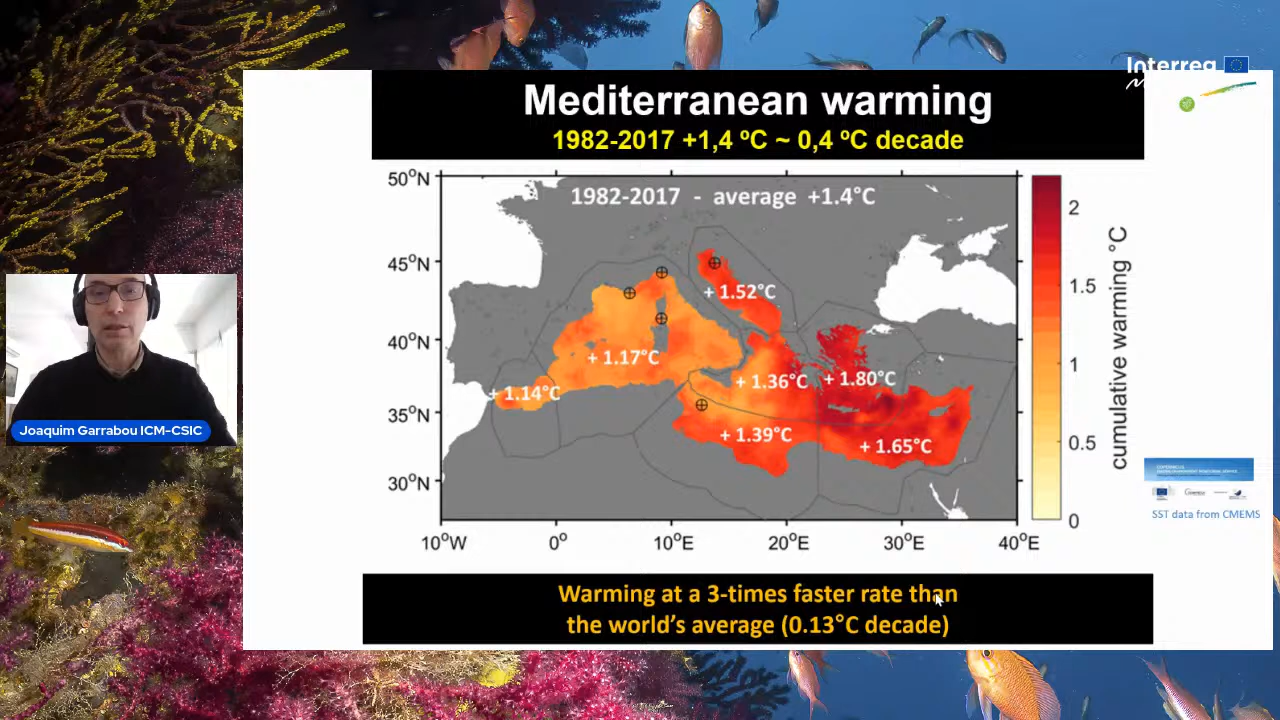 Interreg
Mediterranean warming
1982-2017 +1,4 ºC ~ 0,4 ºC decade
1982-2017 - average +1.4°C
50°N
45°N
40°N
35°N
30°N
10°W
0°
10°E
20°E
30°E
40°E
+ 1.52°C
+ 1.17°C
+ 1.14°C
+ 1.36°C
+ 1.80°C
+ 1.39°C
+ 1.65°C
2
1.5
1
0.5
0
cumulative warming °C
Joaquim Garrabou ICM-CSIC
SST data from CMEMS
Warming at a 3-times faster rate than
the world's average (0.13°C decade)